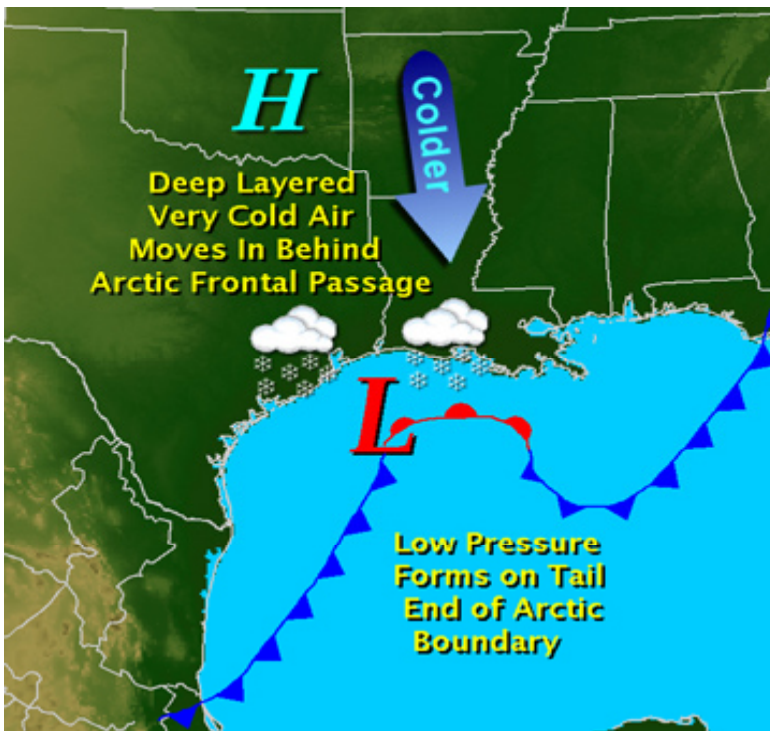 H
Colder
Deep Layered
Very Cold Air
Moves In Behind
Arctic Frontal Passage
L
Low Pressure
Forms on Tail
End of Arctic
Boundary